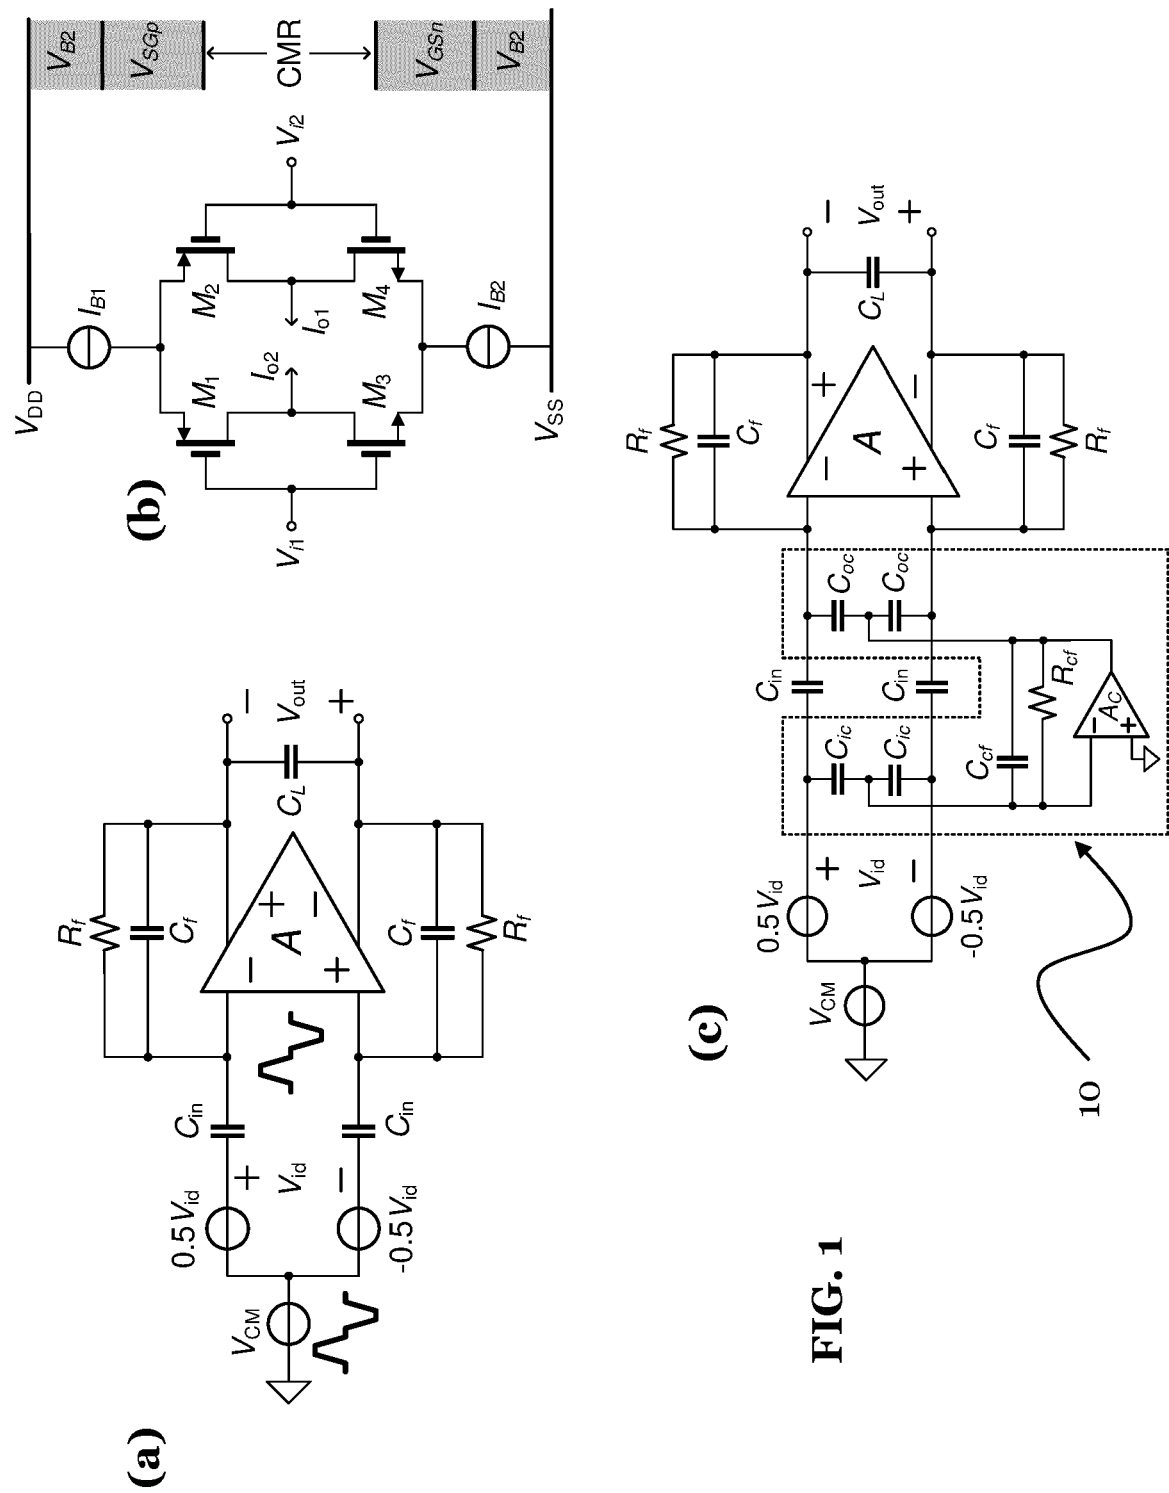 (a)
V_CM
0.5V_id
-0.5V_id
+
V_id
−
C_in
C_in
R_f
C_f
−
+
A
+
−
C_f
R_f
C_L
−
V_out
+
(b)
V_DD
I_B1
M_1
M_2
V_i1
I_o2
I_o1
V_i2
M_3
M_4
I_B2
V_SS
V_B2
V_SGp
CMR
V_GSn
V_B2
(c)
V_CM
0.5V_id
-0.5V_id
+
V_id
−
C_ic
C_ic
C_in
C_in
C_oc
C_oc
C_cf
R_cf
−
+
A_C
R_f
C_f
−
+
A
+
−
C_f
R_f
C_L
−
V_out
+
10
FIG. 1